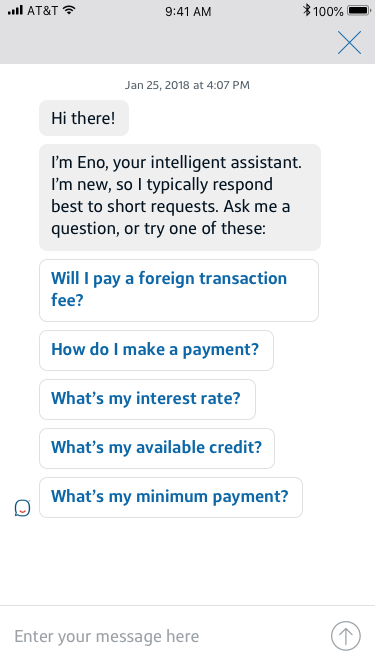 AT&T 9:41 AM 100%
Jan 25, 2018 at 4:07 PM
Hi there!
I’m Eno, your intelligent assistant.
I’m new, so I typically respond
best to short requests. Ask me a
question, or try one of these:
Will I pay a foreign transaction
fee?
How do I make a payment?
What’s my interest rate?
What’s my available credit?
What’s my minimum payment?
Enter your message here